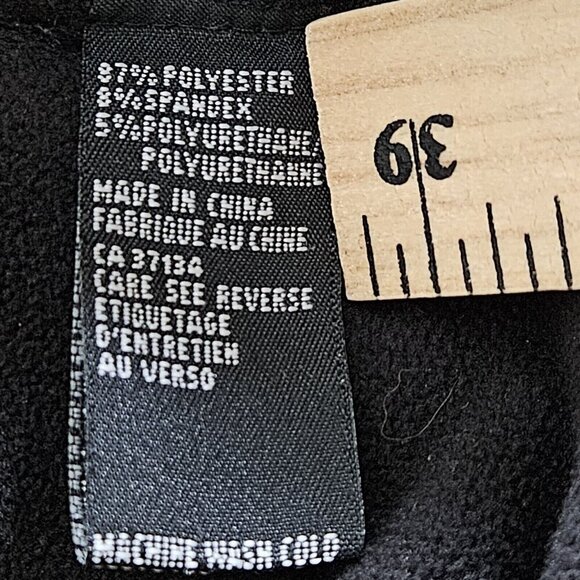 87% POLYESTER
8% SPANDEX
5% POLYURETHANE
POLYURETHANNE
MADE IN CHINA
FABRIQUE AU CHINE
CA 37134
CARE SEE REVERSE
ETIQUETAGE
D'ENTRETIEN
AU VERSO
MACHINE WASH COLD
39